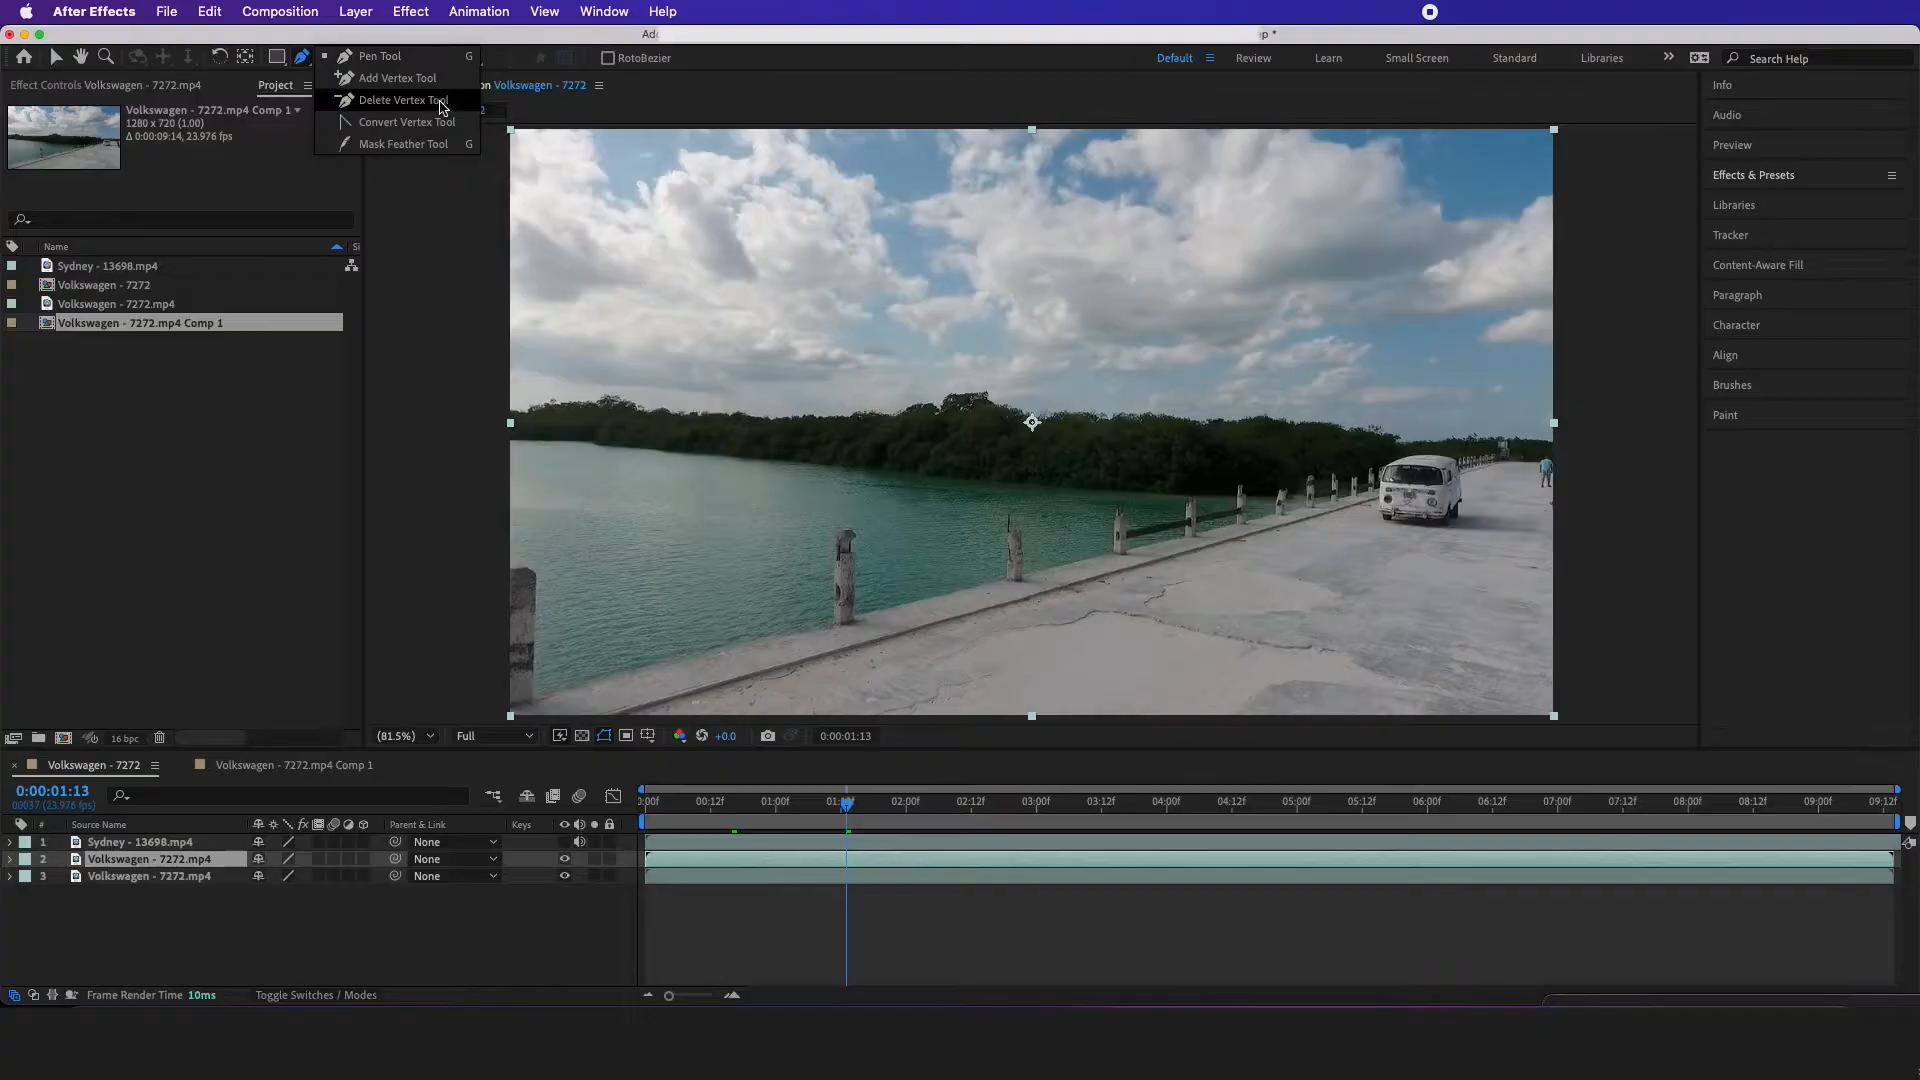 After Effects File Edit Composition Layer Effect Animation View Window Help
Ado p *
RotoBezier Default Review Learn Small Screen Standard Libraries Search Help
Pen Tool G
Add Vertex Tool
Delete Vertex Tool
Convert Vertex Tool
Mask Feather Tool G
Effect Controls Volkswagen - 7272.mp4 Project on Volkswagen - 7272
2
Volkswagen - 7272.mp4 Comp 1
1280 x 720 (1.00)
Δ 0:00:09:14, 23.976 fps
Name Si
Sydney - 13698.mp4
Volkswagen - 7272
Volkswagen - 7272.mp4
Volkswagen - 7272.mp4 Comp 1
Info
Audio
Preview
Effects & Presets
Libraries
Tracker
Content-Aware Fill
Paragraph
Character
Align
Brushes
Paint
16 bpc (81.5%) Full +0.0 0:00:01:13
Volkswagen - 7272 Volkswagen - 7272.mp4 Comp 1
0:00:01:13
00037 (23.976 fps)
0:00f 00:12f 01:00f 01:12f 02:00f 02:12f 03:00f 03:12f 04:00f 04:12f 05:00f 05:12f 06:00f 06:12f 07:00f 07:12f 08:00f 08:12f 09:00f 09:12f
# Source Name fx Parent & Link Keys
1 Sydney - 13698.mp4 None
2 Volkswagen - 7272.mp4 None
3 Volkswagen - 7272.mp4 None
Frame Render Time 10ms Toggle Switches / Modes